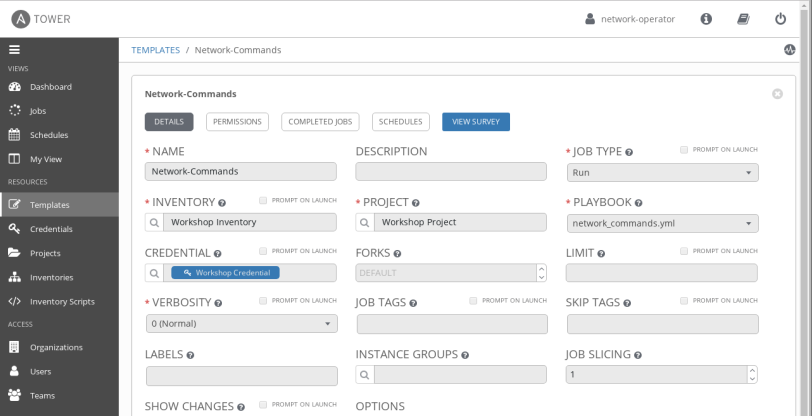 A TOWER
network-operator
TEMPLATES / Network-Commands
VIEWS
Dashboard
Jobs
Schedules
My View
RESOURCES
Templates
Credentials
Projects
Inventories
Inventory Scripts
ACCESS
Organizations
Users
Teams
Network-Commands
DETAILS PERMISSIONS COMPLETED JOBS SCHEDULES VIEW SURVEY
* NAME DESCRIPTION * JOB TYPE ? PROMPT ON LAUNCH
Network-Commands Run
* INVENTORY ? PROMPT ON LAUNCH * PROJECT ? * PLAYBOOK ?
Workshop Inventory Workshop Project network_commands.yml
CREDENTIAL ? PROMPT ON LAUNCH FORKS ? LIMIT ? PROMPT ON LAUNCH
Workshop Credential DEFAULT
* VERBOSITY ? PROMPT ON LAUNCH JOB TAGS ? PROMPT ON LAUNCH SKIP TAGS ? PROMPT ON LAUNCH
0 (Normal)
LABELS ? INSTANCE GROUPS ? JOB SLICING ?
1
SHOW CHANGES ? PROMPT ON LAUNCH OPTIONS